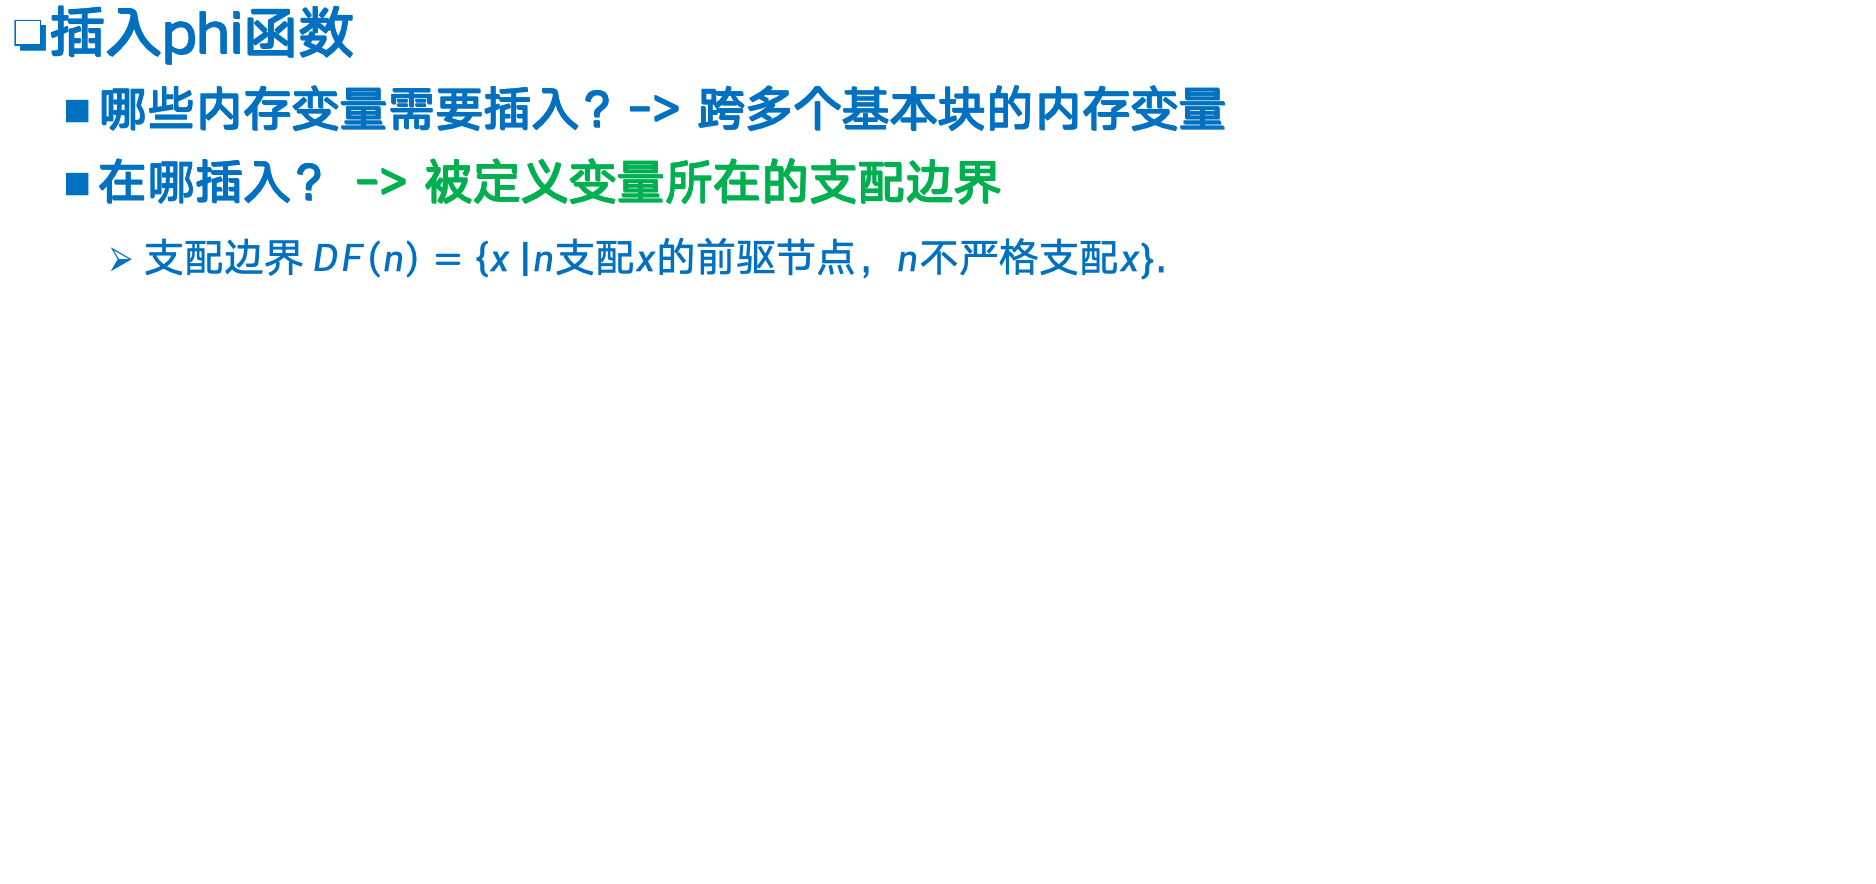 ❏插入phi函数
■哪些内存变量需要插入？-> 跨多个基本块的内存变量
■在哪插入？ -> 被定义变量所在的支配边界
➢ 支配边界 DF(n) = {x |n支配x的前驱节点，n不严格支配x}.